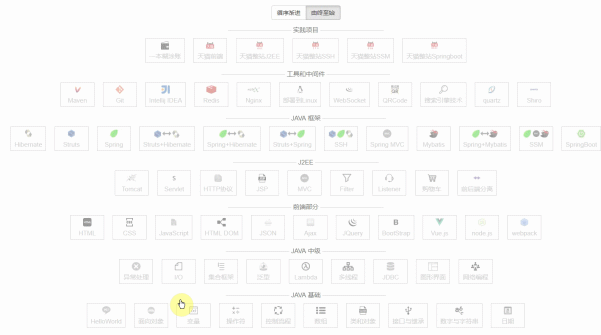 循序渐进 由终至始
实践项目
一本糊涂账 天猫前端 天猫整站J2EE 天猫整站SSH 天猫整站SSM 天猫整站Springboot
工具和中间件
Maven Git Intellij IDEA Redis Nginx 部署到Linux WebSocket QRCode 搜索引擎技术 quartz Shiro
JAVA 框架
Hibernate Struts Spring Struts+Hibernate Spring+Hibernate Struts+Spring SSH Spring MVC Mybatis Spring+Mybatis SSM SpringBoot
J2EE
Tomcat Servlet HTTP协议 JSP MVC Filter Listener 购物车 前后端分离
前端部分
HTML CSS JavaScript HTML DOM JSON Ajax JQuery BootStrap Vue.js node.js webpack
JAVA 中级
异常处理 I/O 集合框架 泛型 Lambda 多线程 JDBC 图形界面 网络编程
JAVA 基础
HelloWorld 面向对象 变量 操作符 控制流程 数组 类和对象 接口与继承 数字与字符串 日期